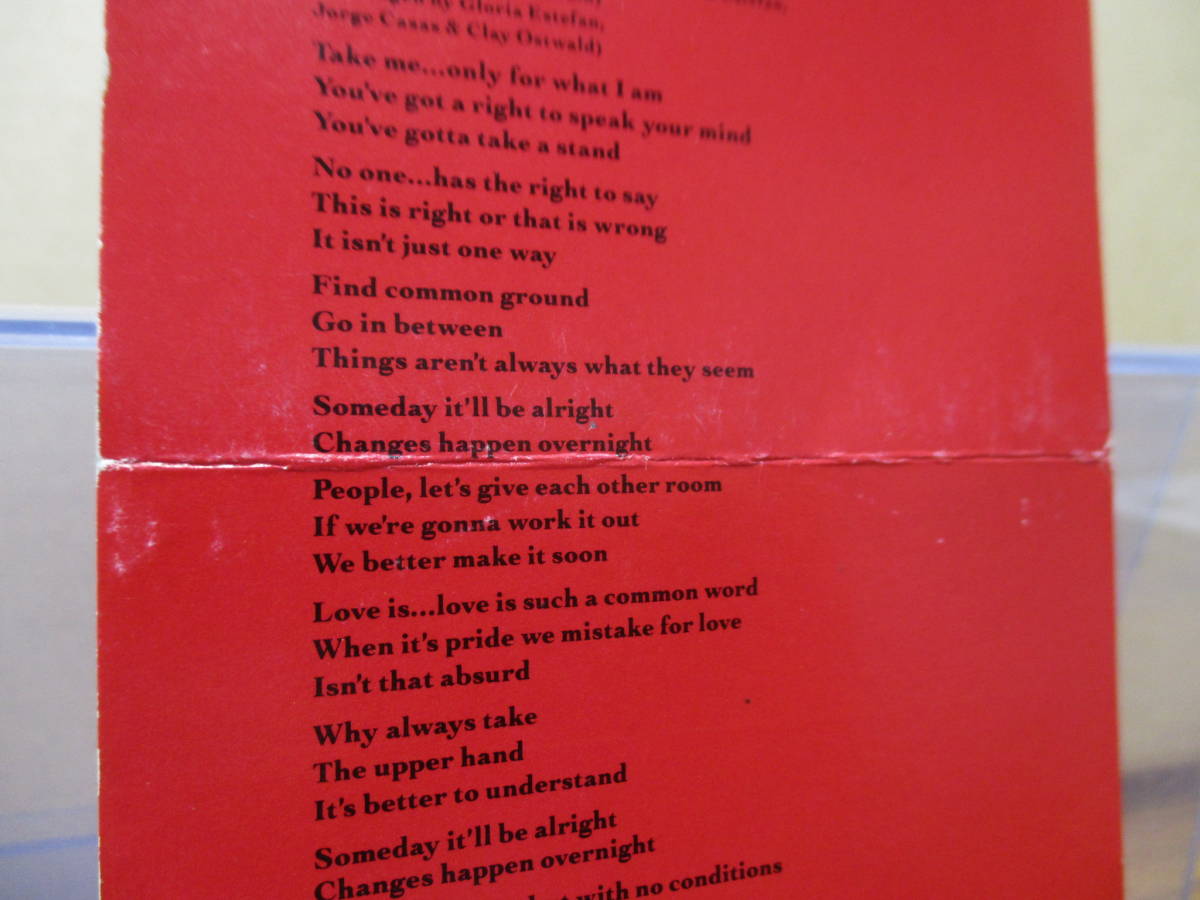 by Gloria Estefan,
Jorge Casas & Clay Ostwald)
Take me...only for what I am
You've got a right to speak your mind
You've gotta take a stand
No one...has the right to say
This is right or that is wrong
It isn't just one way
Find common ground
Go in between
Things aren't always what they seem
Someday it'll be alright
Changes happen overnight
People, let's give each other room
If we're gonna work it out
We better make it soon
Love is...love is such a common word
When it's pride we mistake for love
Isn't that absurd
Why always take
The upper hand
It's better to understand
Someday it'll be alright
Changes happen overnight
with no conditions